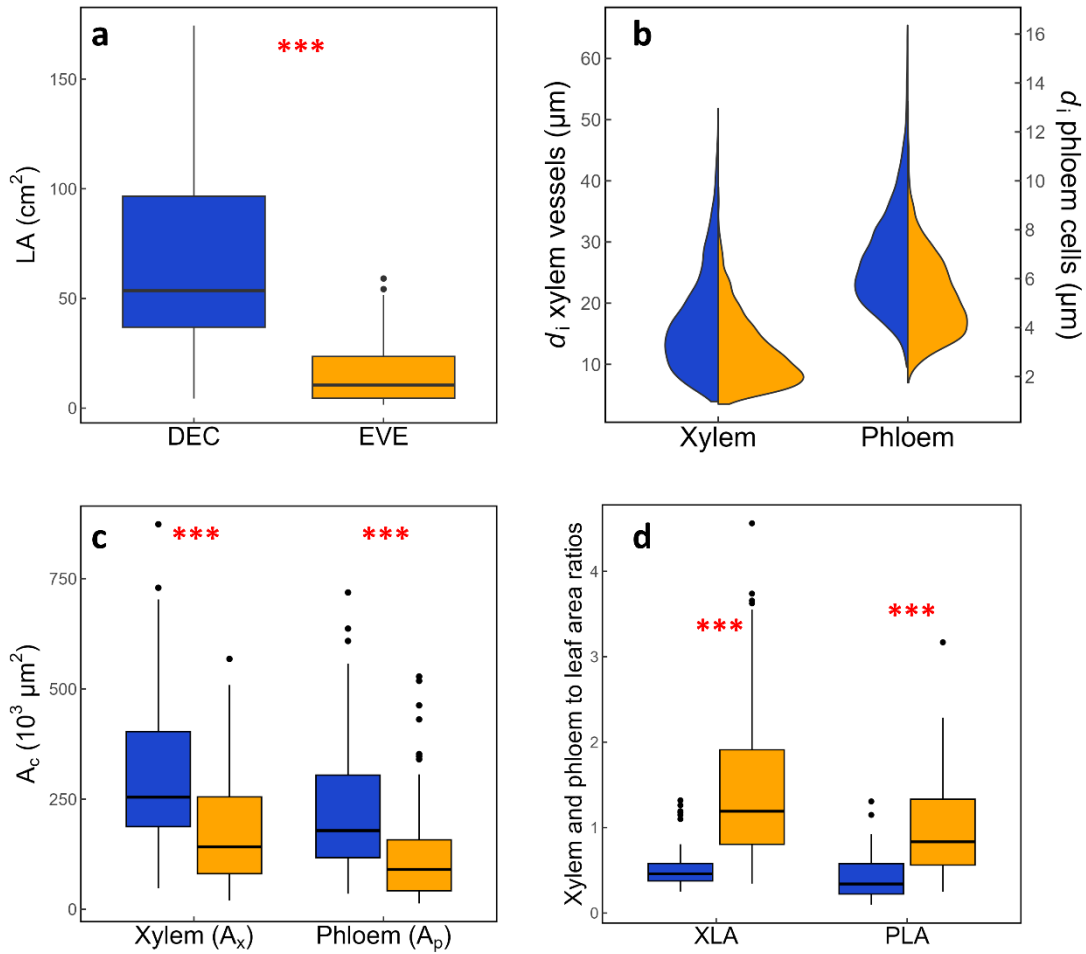 a
***
LA (cm²)
150
100
50
0
DEC EVE
b
dᵢ xylem vessels (μm)
60
50
40
30
20
10
16
14
12
10
8
6
4
2
dᵢ phloem cells (μm)
Xylem Phloem
c
*** ***
A_c (10³ μm²)
750
500
250
0
Xylem (Aₓ) Phloem (Aₚ)
d
*** ***
Xylem and phloem to leaf area ratios
4
3
2
1
0
XLA PLA